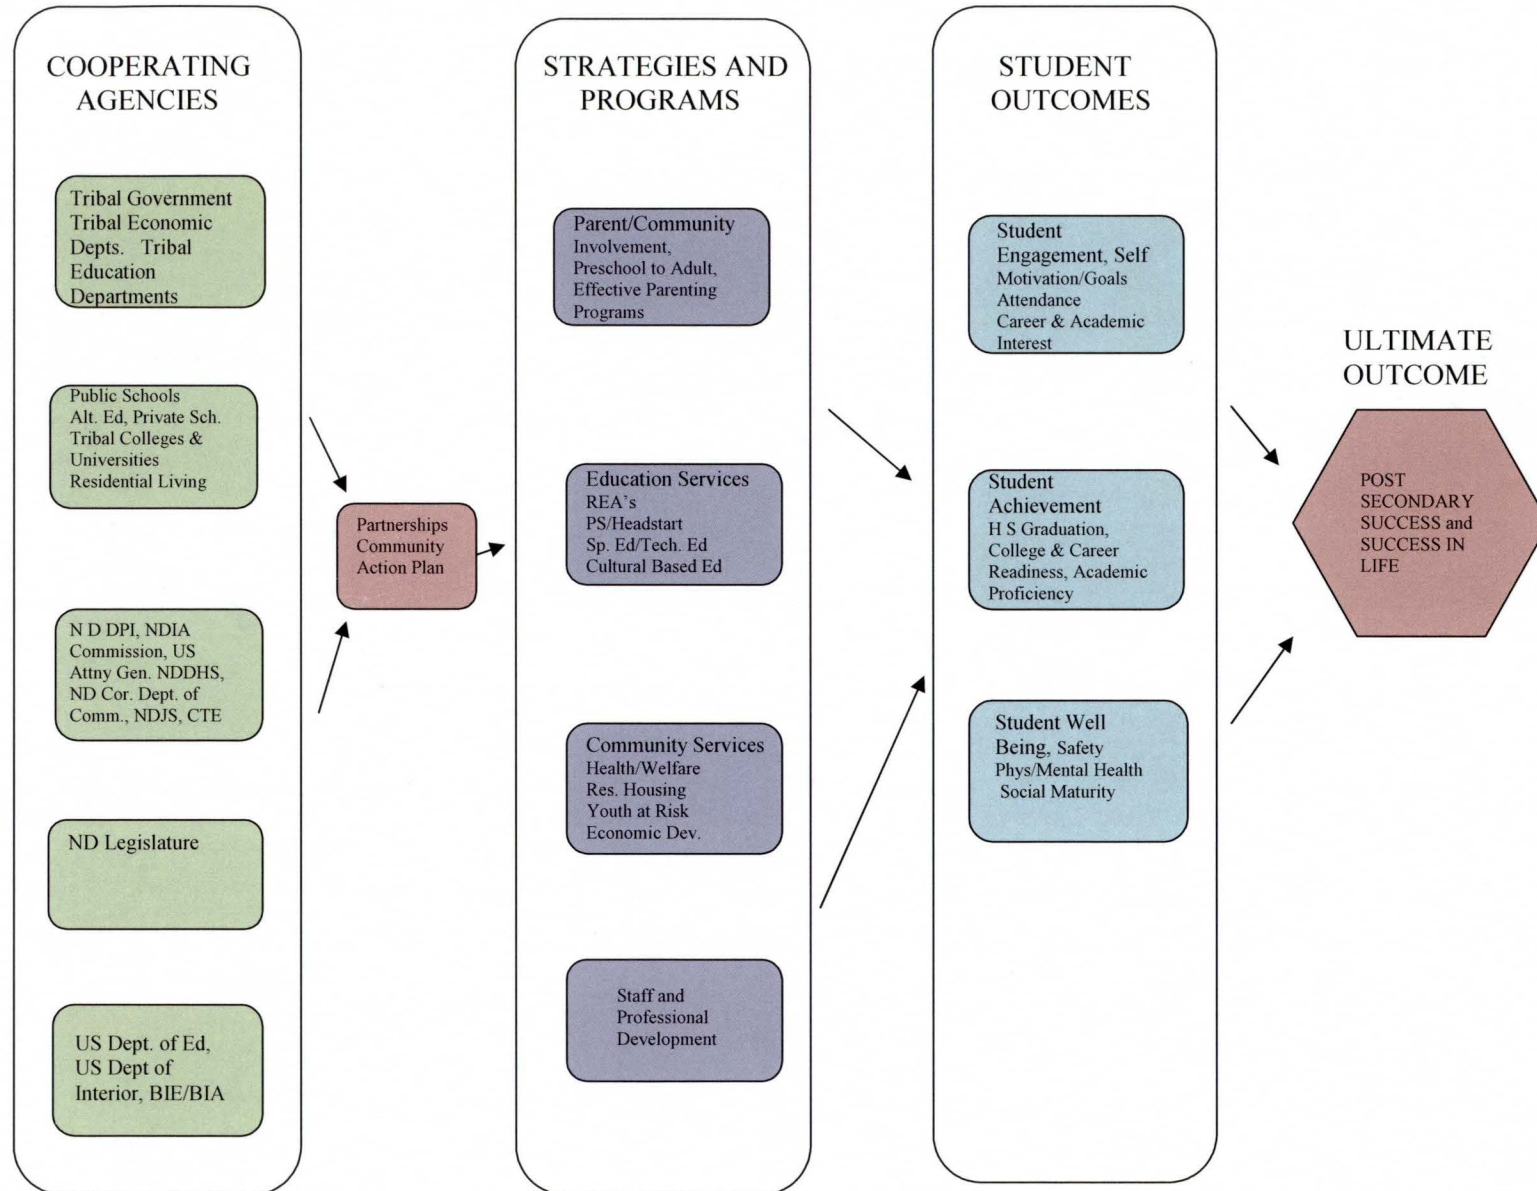 COOPERATING
AGENCIES
Tribal Government
Tribal Economic
Depts. Tribal
Education
Departments
Public Schools
Alt. Ed, Private Sch.
Tribal Colleges &
Universities
Residential Living
N D DPI, NDIA
Commission, US
Attny Gen. NDDHS,
ND Cor. Dept. of
Comm., NDJS, CTE
ND Legislature
US Dept. of Ed,
US Dept of
Interior, BIE/BIA
Partnerships
Community
Action Plan
STRATEGIES AND
PROGRAMS
Parent/Community
Involvement,
Preschool to Adult,
Effective Parenting
Programs
Education Services
REA's
PS/Headstart
Sp. Ed/Tech. Ed
Cultural Based Ed
Community Services
Health/Welfare
Res. Housing
Youth at Risk
Economic Dev.
Staff and
Professional
Development
STUDENT
OUTCOMES
Student
Engagement, Self
Motivation/Goals
Attendance
Career & Academic
Interest
Student
Achievement
H S Graduation,
College & Career
Readiness, Academic
Proficiency
Student Well
Being, Safety
Phys/Mental Health
Social Maturity
ULTIMATE
OUTCOME
POST
SECONDARY
SUCCESS and
SUCCESS IN
LIFE